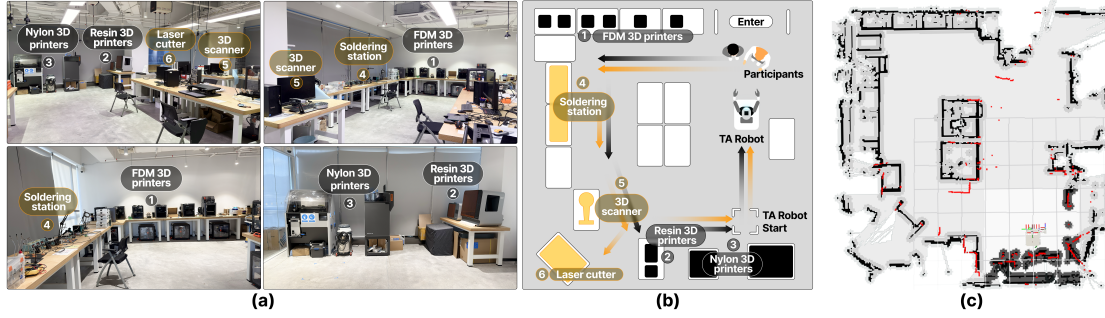 Nylon 3D
printers
3
Resin 3D
printers
2
Laser
cutter
6
3D
scanner
5
3D
scanner
5
Soldering
station
4
FDM 3D
printers
1
Soldering
station
4
FDM 3D
printers
1
Nylon 3D
printers
3
Resin 3D
printers
2
(a)
Enter
1 FDM 3D printers
Participants
4
Soldering
station
TA Robot
5
3D
scanner
TA Robot
Start
Resin 3D
printers
2
3
Nylon 3D
printers
6 Laser cutter
(b)
(c)